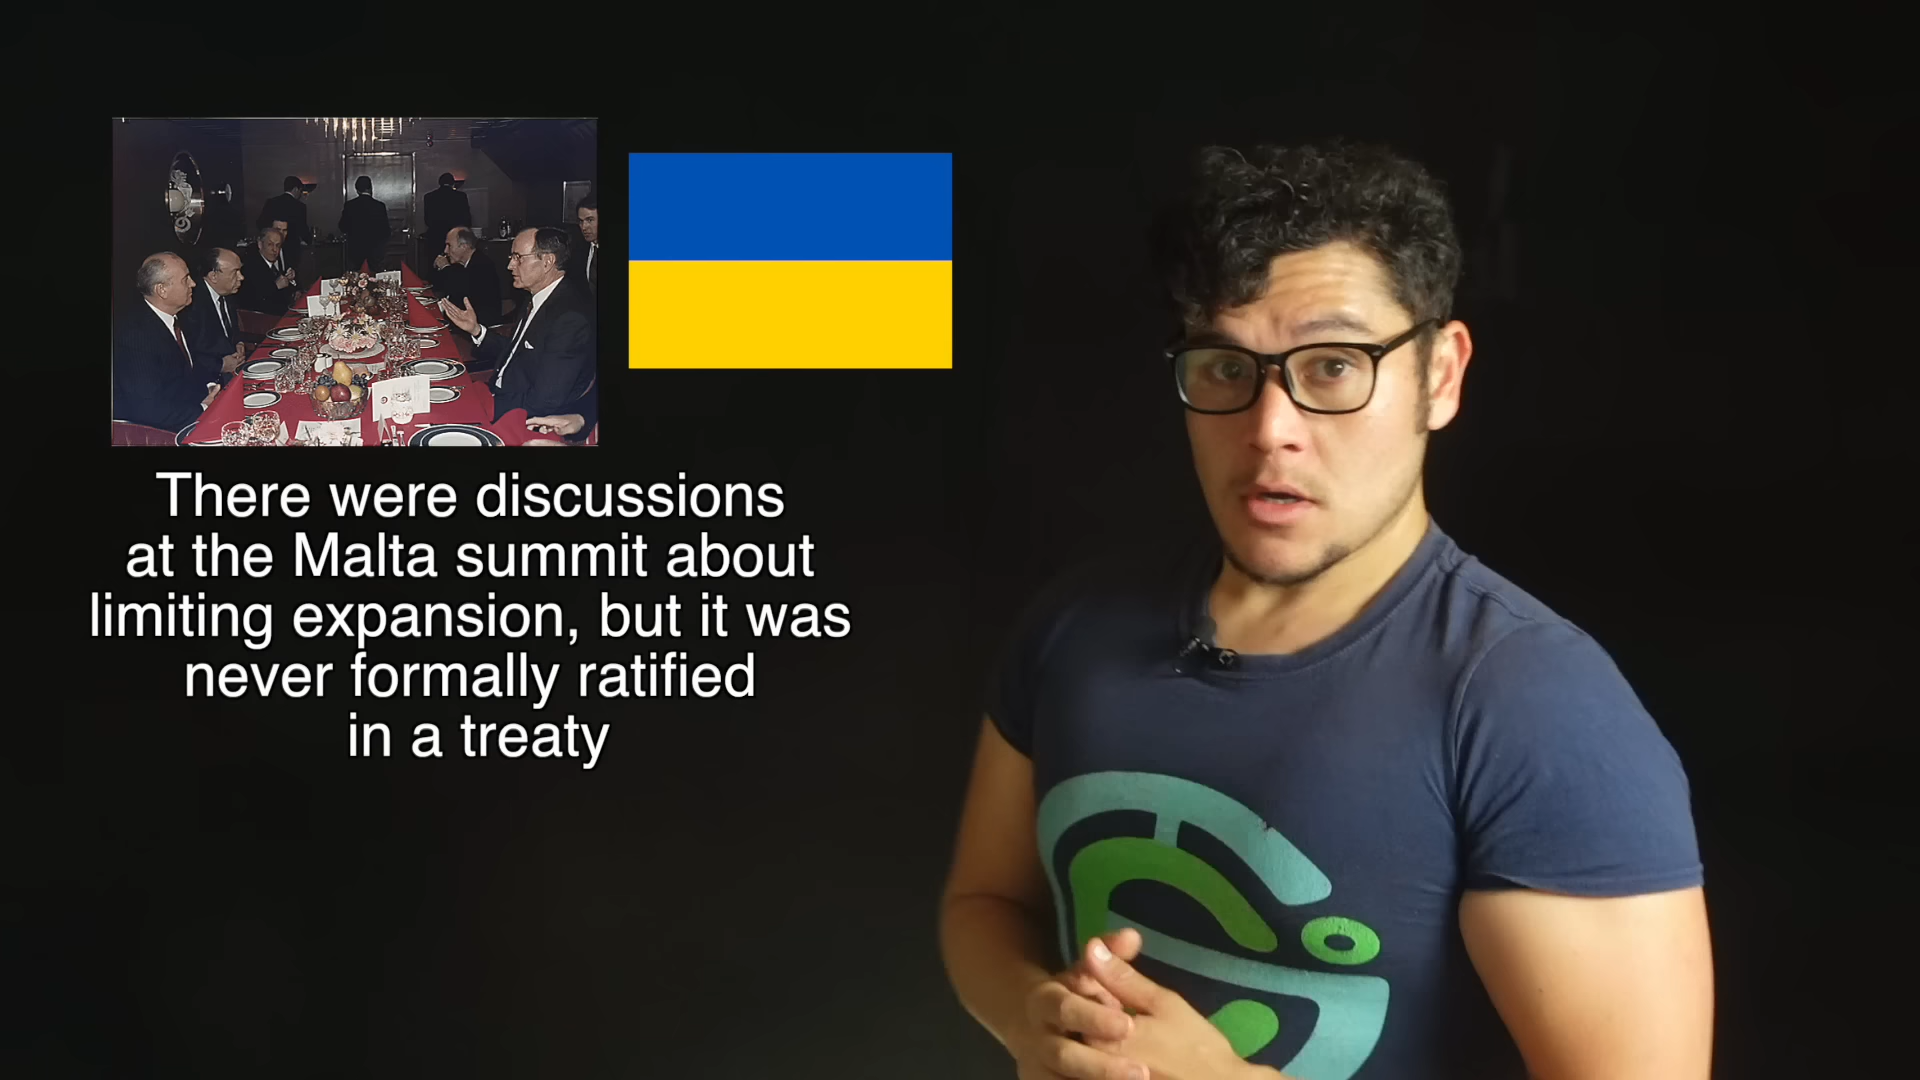 There were discussions
at the Malta summit about
limiting expansion, but it was
never formally ratified
in a treaty